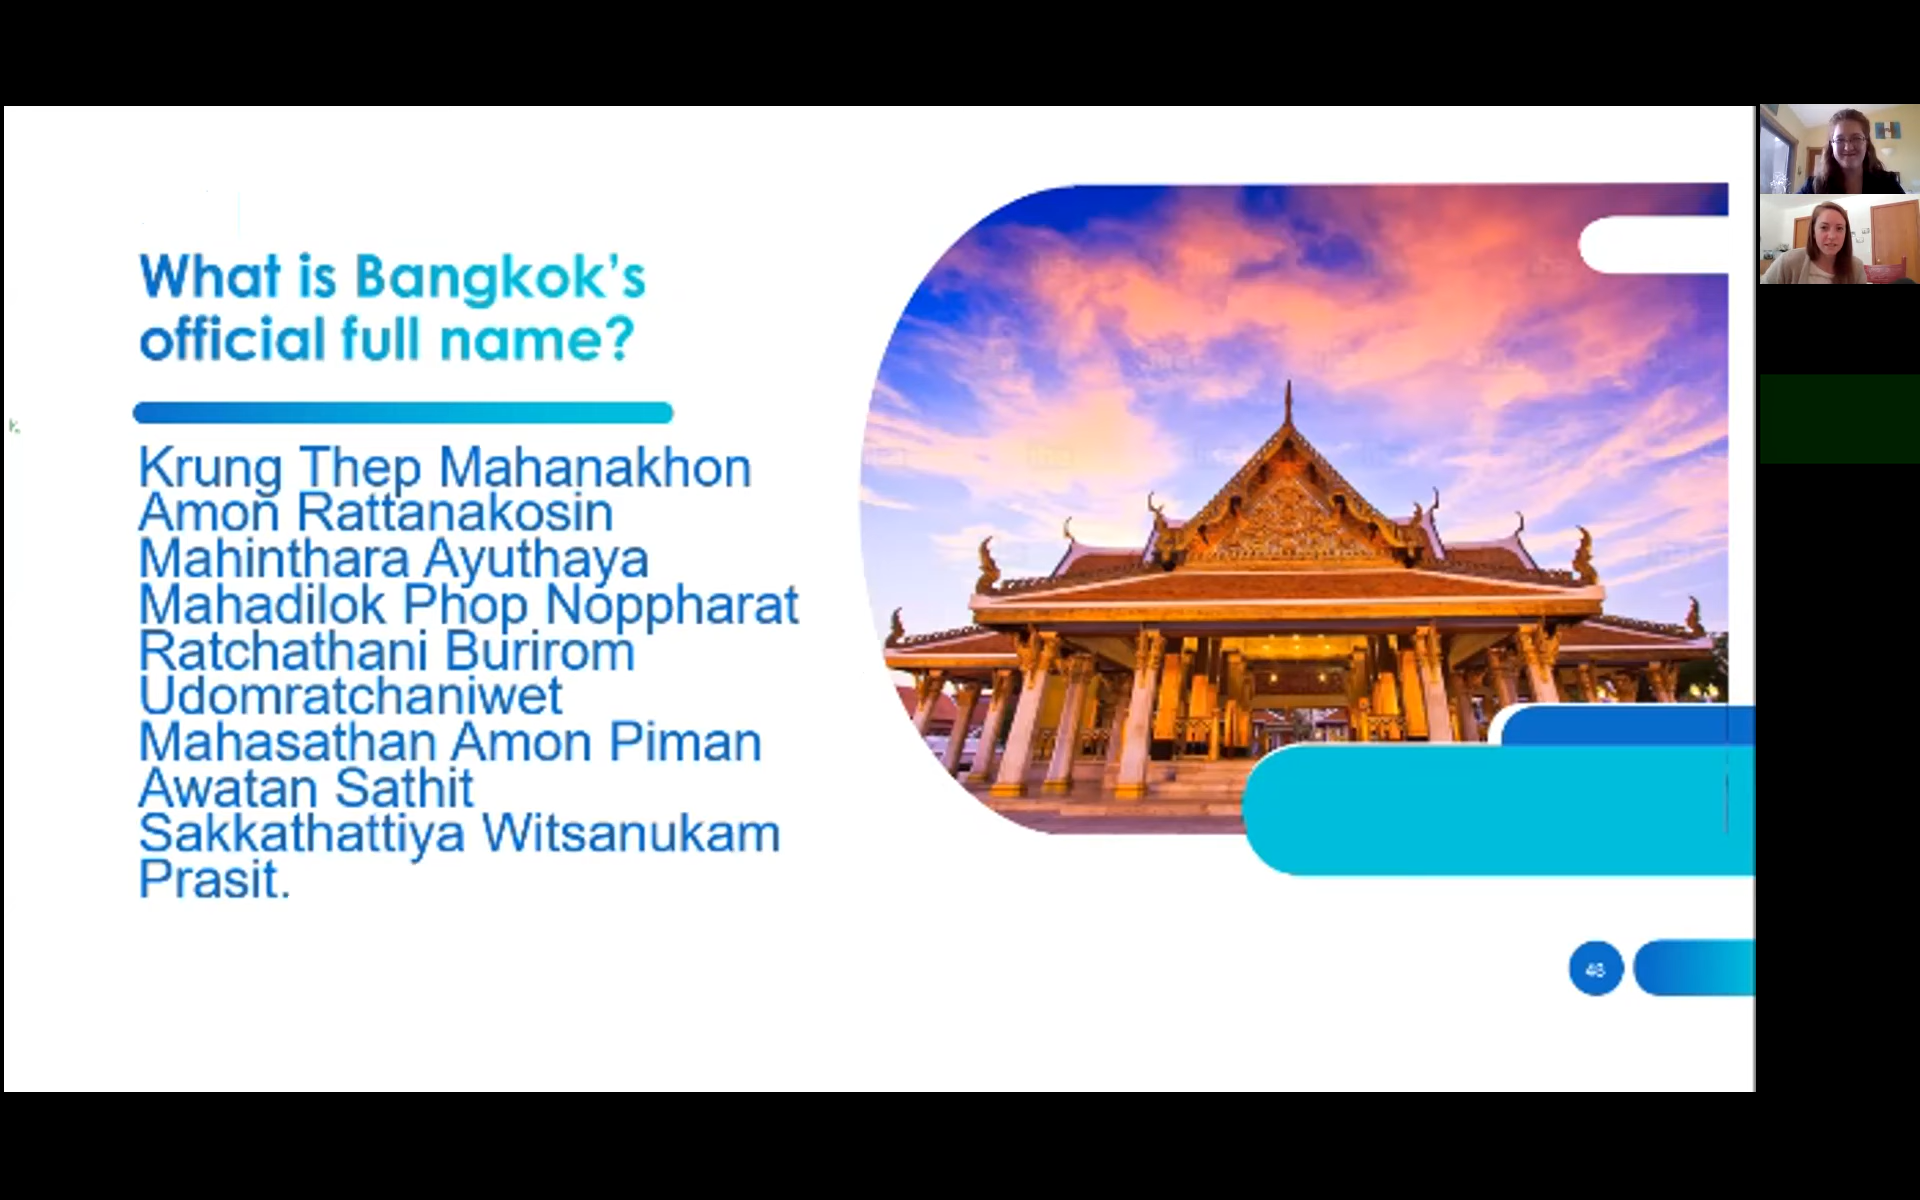 What is Bangkok's
official full name?
Krung Thep Mahanakhon
Amon Rattanakosin
Mahinthara Ayuthaya
Mahadilok Phop Noppharat
Ratchathani Burirom
Udomratchaniwet
Mahasathan Amon Piman
Awatan Sathit
Sakkathattiya Witsanukam
Prasit.